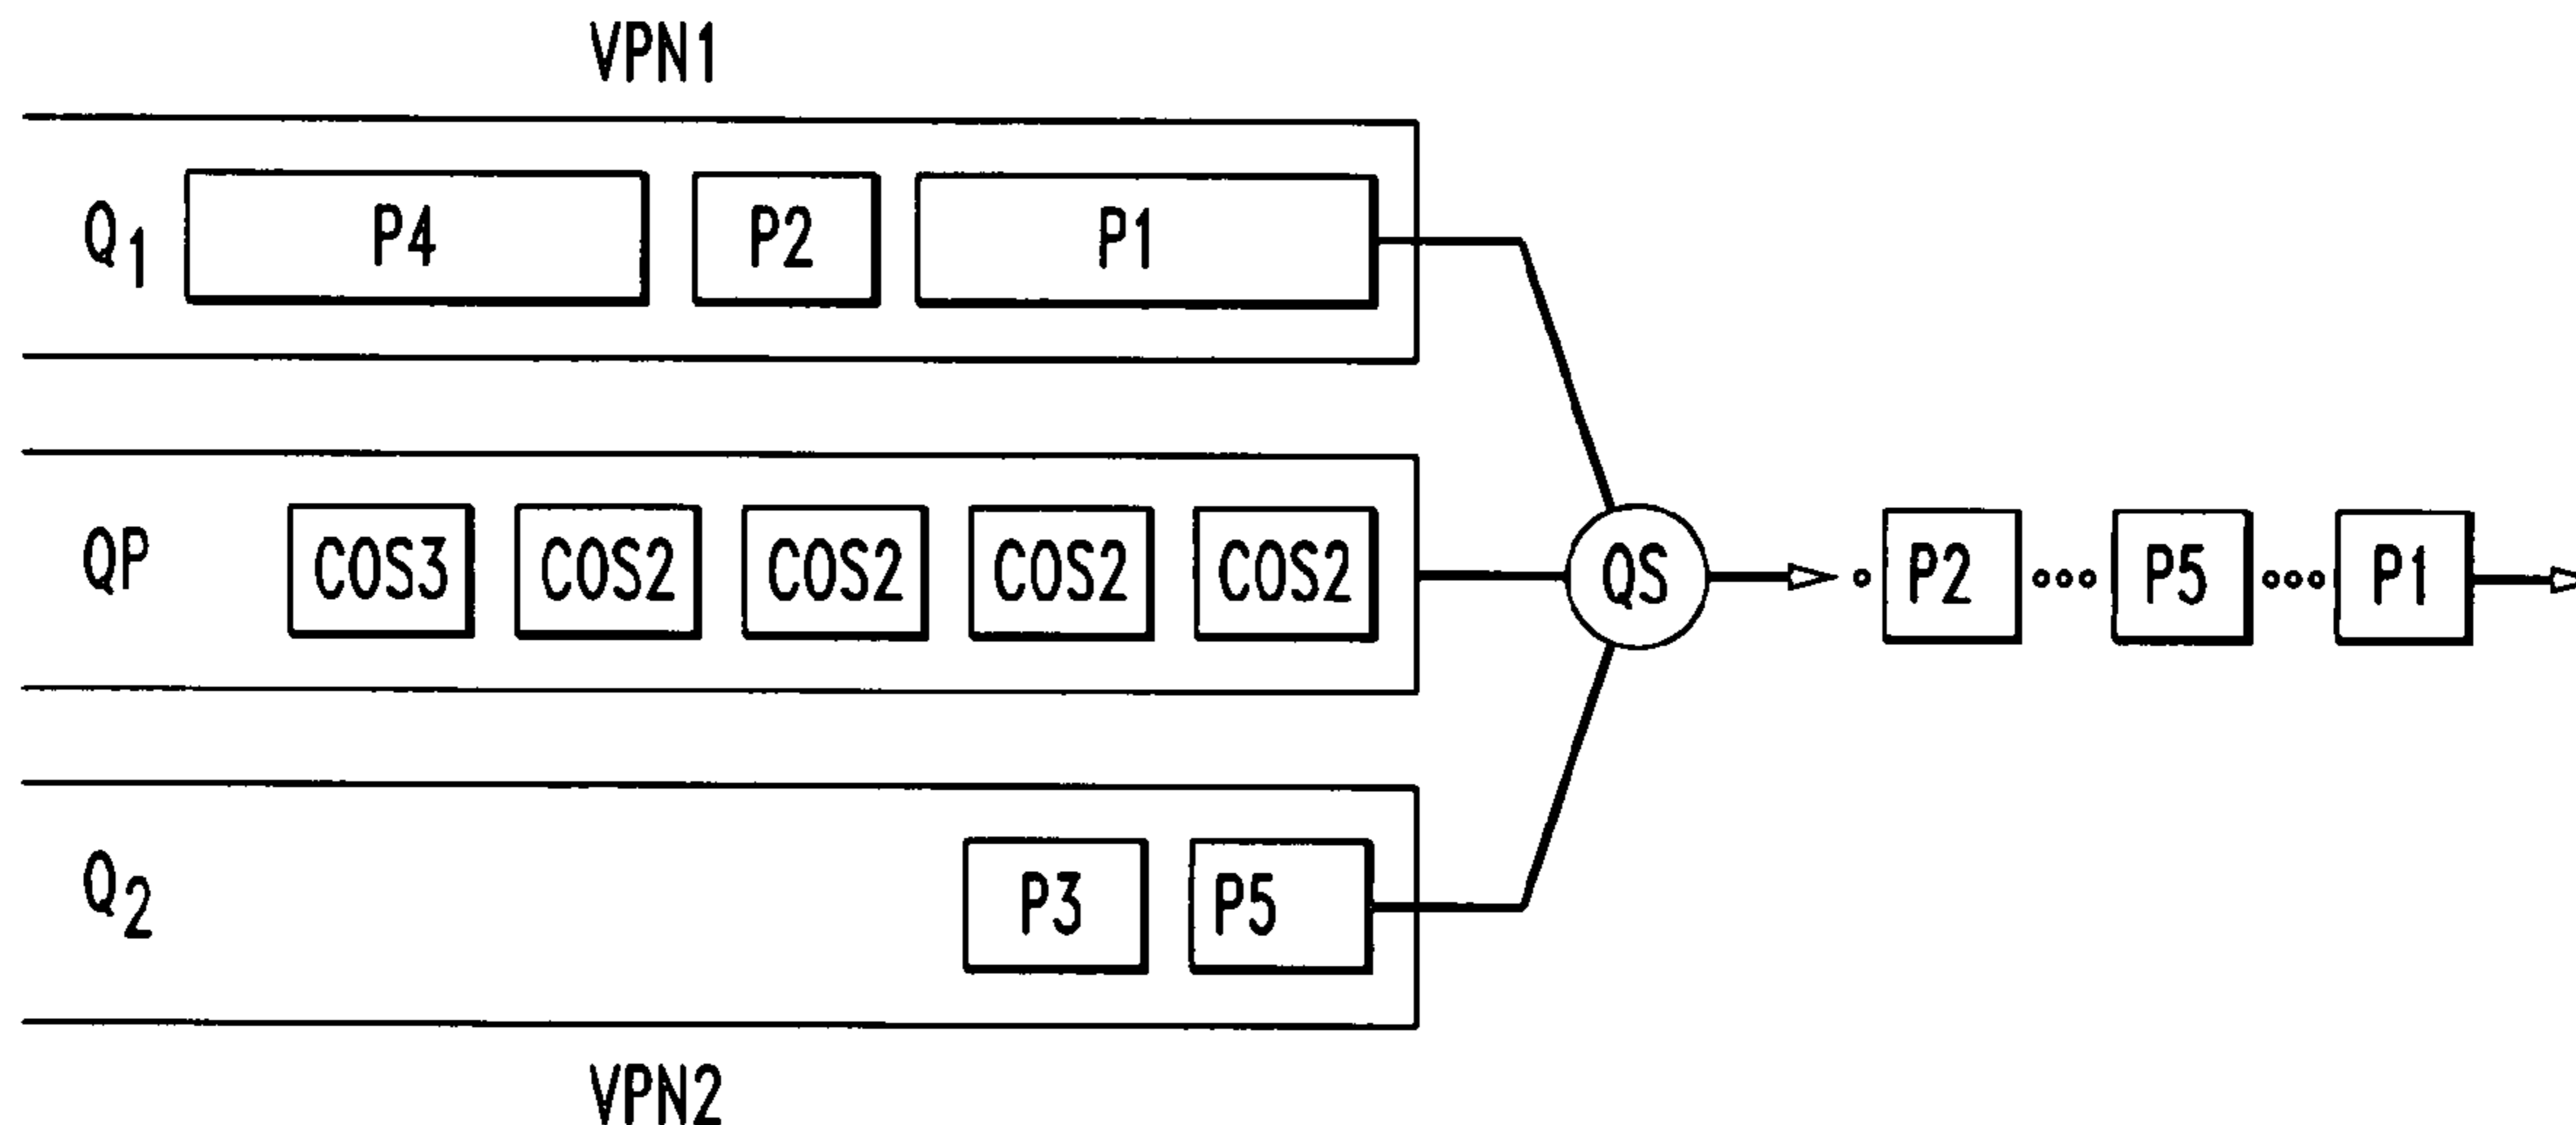 VPN1
Q1 P4 P2 P1
QP COS3 COS2 COS2 COS2 COS2 QS P2 P5 P1
Q2 P3 P5
VPN2